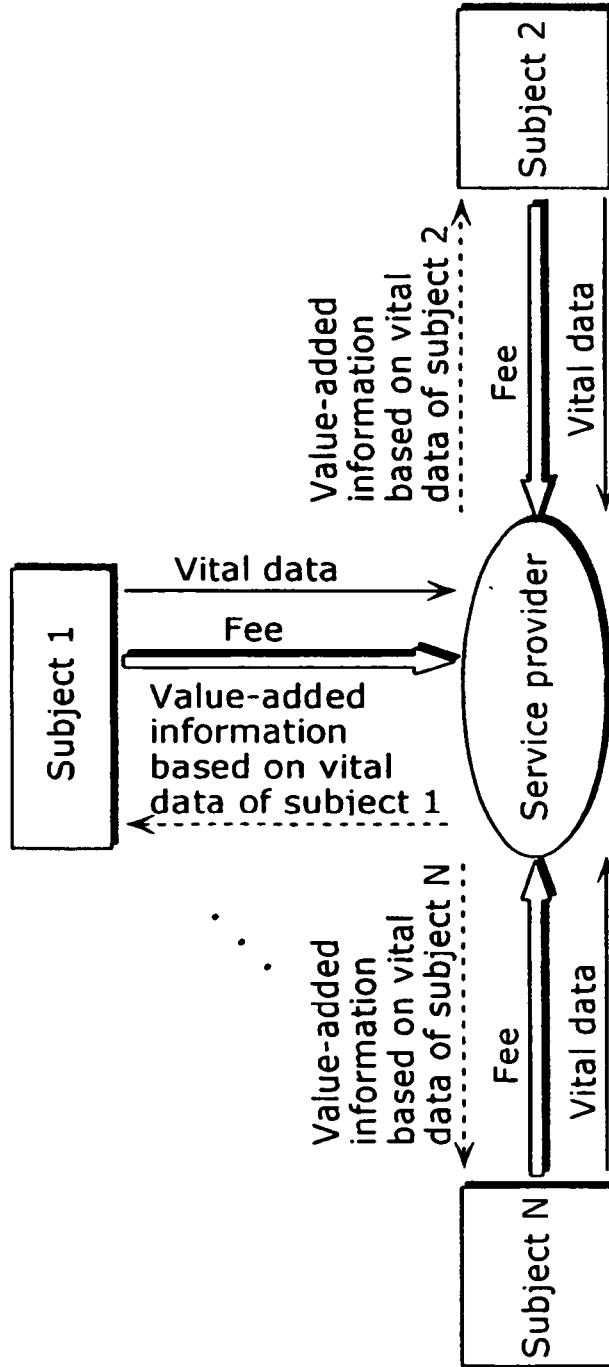 Subject 1
Vital data
Fee
Value-added
information
based on vital
data of subject 1
Value-added
information
based on vital
data of subject N
Fee
Vital data
Subject N
Service provider
Value-added
information
based on vital
data of subject 2
Fee
Vital data
Subject 2